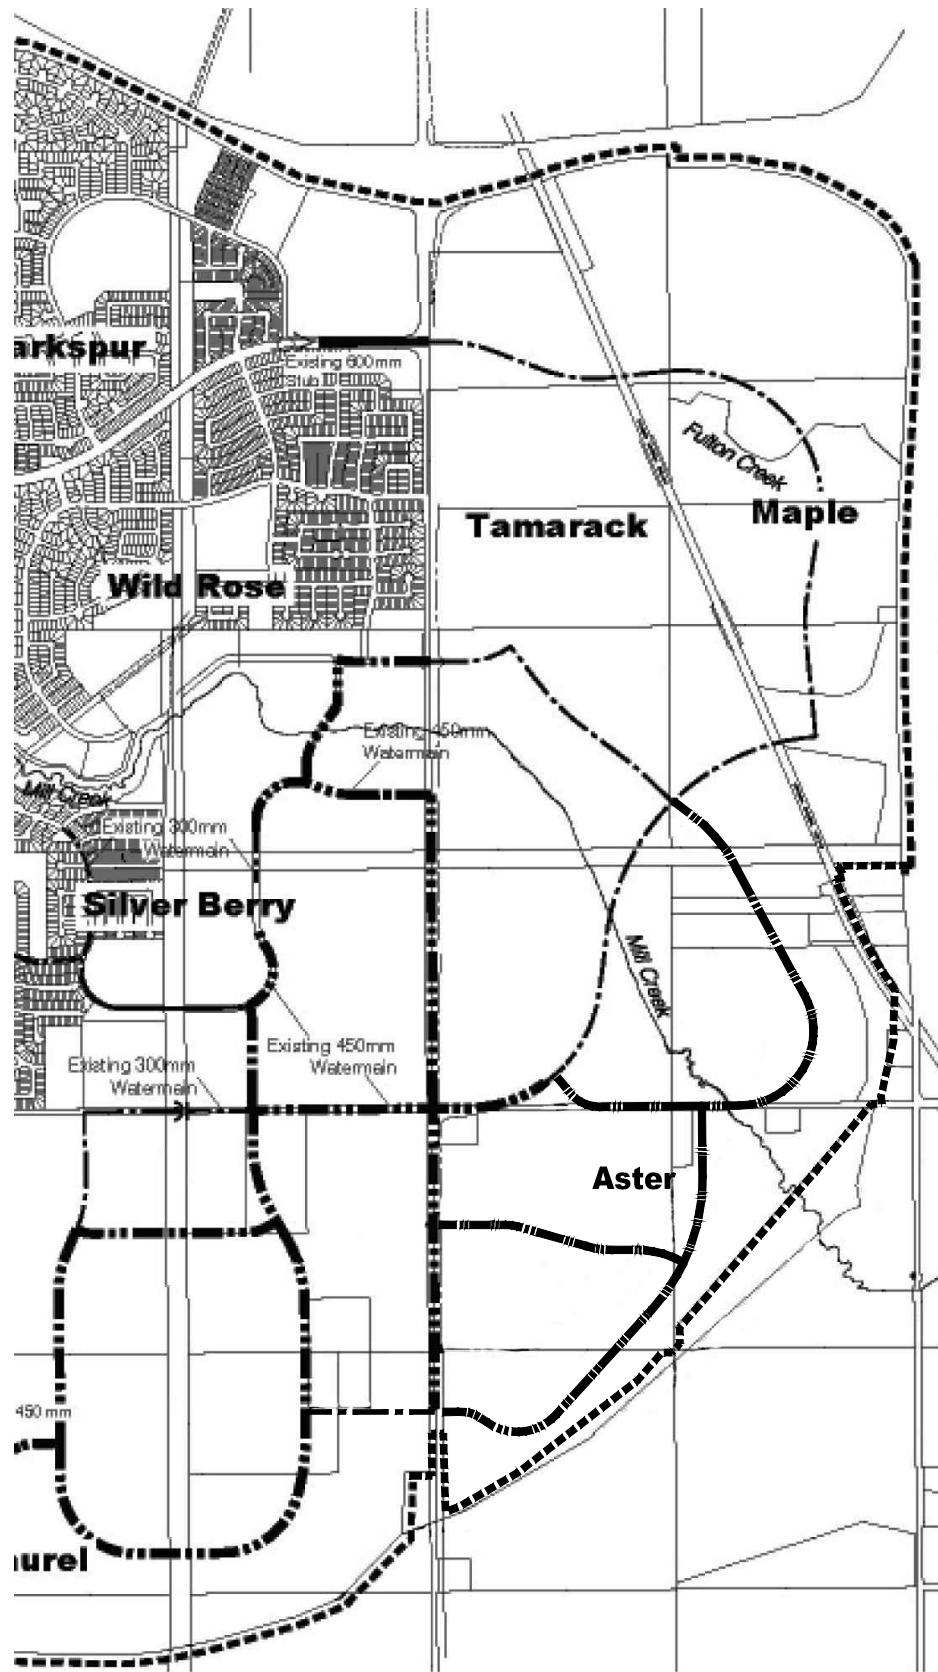 arkspur
Existing 600mm
Stub
Fulton Creek
Maple
Tamarack
Wild Rose
Existing 450mm
Watermain
Mill Creek
Existing 300mm
Watermain
Silver Berry
Mill Creek
Existing 450mm
Watermain
Existing 300mm
Watermain
Aster
450 mm
aurel